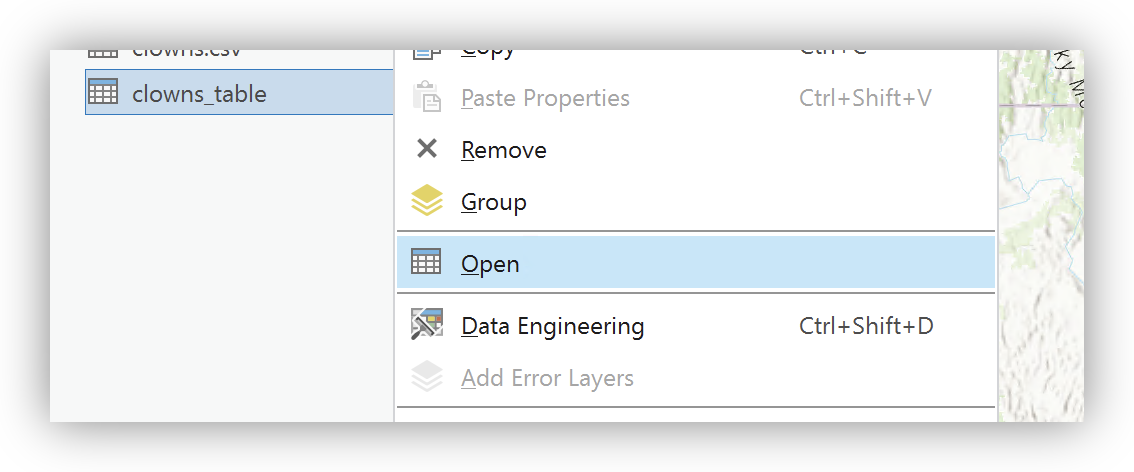 clowns.csv
clowns_table
Copy Ctrl+C
Paste Properties Ctrl+Shift+V
Remove
Group
Open
Data Engineering Ctrl+Shift+D
Add Error Layers